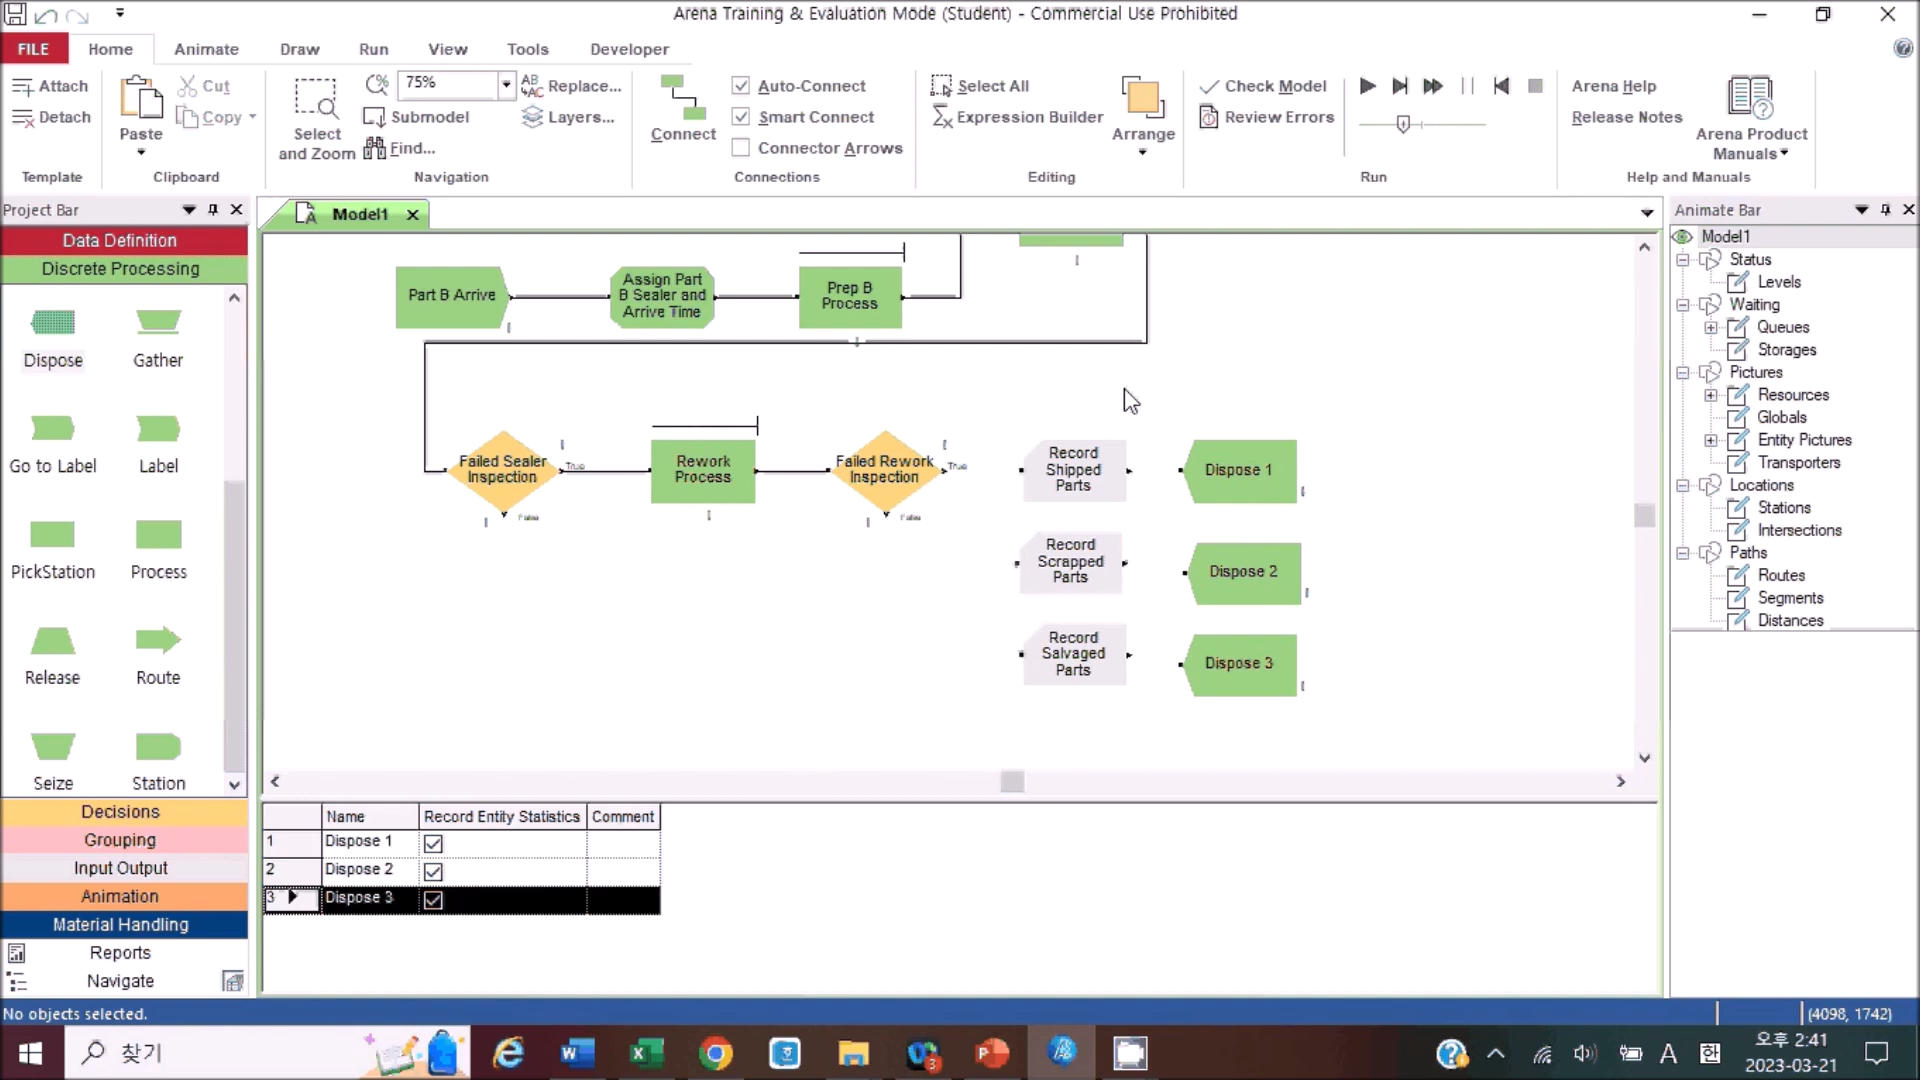 Arena Training & Evaluation Mode (Student) - Commercial Use Prohibited
FILE Home Animate Draw Run View Tools Developer
Attach
Detach
Template
Paste
Cut
Copy
Clipboard
Select
and Zoom
75%
Submodel
Find...
Replace...
Layers...
Navigation
Connect
Auto-Connect
Smart Connect
Connector Arrows
Connections
Select All
Expression Builder
Arrange
Editing
Check Model
Review Errors
Run
Arena Help
Release Notes
Arena Product
Manuals
Help and Manuals
Project Bar
Data Definition
Discrete Processing
Dispose Gather
Go to Label Label
PickStation Process
Release Route
Seize Station
Decisions
Grouping
Input Output
Animation
Material Handling
Reports
Navigate
Model1
Part B Arrive
Assign Part
B Sealer and
Arrive Time
Prep B
Process
Failed Sealer
Inspection
True
False
Rework
Process
Failed Rework
Inspection
True
False
Record
Shipped
Parts
Dispose 1
Record
Scrapped
Parts
Dispose 2
Record
Salvaged
Parts
Dispose 3
Name Record Entity Statistics Comment
1 Dispose 1
2 Dispose 2
3 Dispose 3
Animate Bar
Model1
Status
Levels
Waiting
Queues
Storages
Pictures
Resources
Globals
Entity Pictures
Transporters
Locations
Stations
Intersections
Paths
Routes
Segments
Distances
No objects selected.
(4098, 1742)
찾기
A 한
오후 2:41
2023-03-21